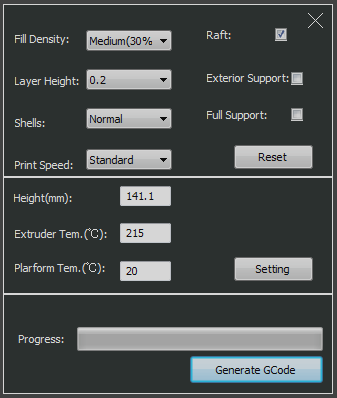 Fill Density: Medium(30% Raft:
Layer Height: 0.2 Exterior Support:
Shells: Normal Full Support:
Print Speed: Standard Reset
Height(mm): 141.1
Extruder Tem.(℃): 215
Plarform Tem.(℃): 20 Setting
Progress:
Generate GCode